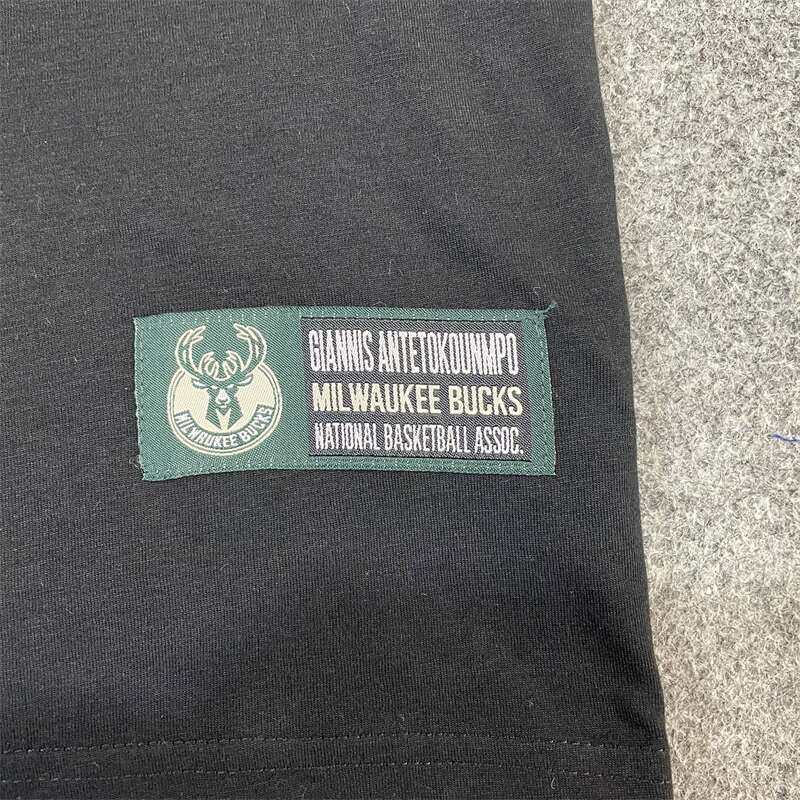 MILWAUKEE BUCKS
GIANNIS ANTETOKOUNMPO
MILWAUKEE BUCKS
NATIONAL BASKETBALL ASSOC.